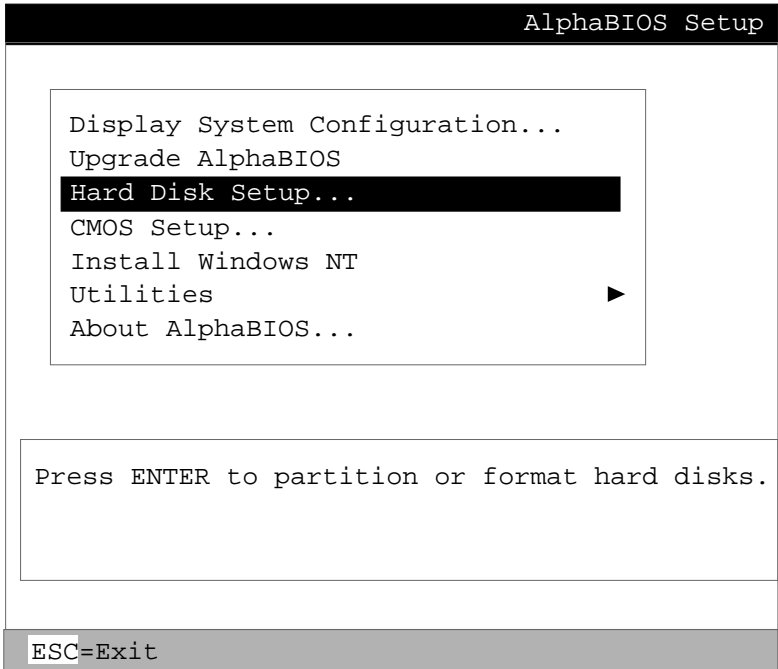 AlphaBIOS Setup
Display System Configuration...
Upgrade AlphaBIOS
Hard Disk Setup...
CMOS Setup...
Install Windows NT
Utilities
About AlphaBIOS...
Press ENTER to partition or format hard disks.
ESC=Exit